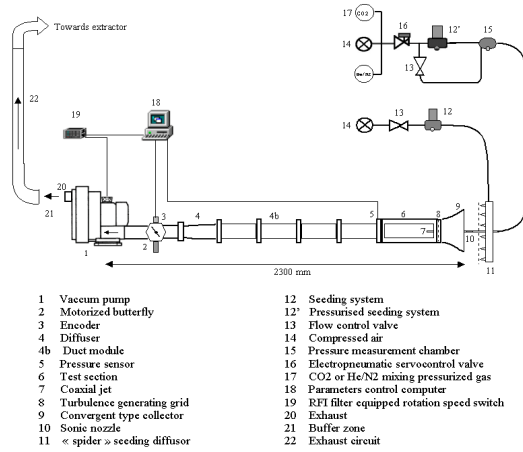 17
CO2
16
12'
15
Towards extractor
14
13
He/N2
22
19
18
14
13
12
20
21
3
4
4b
5
6
8
9
7
10
1
2
11
2300 mm
1 Vaccum pump
2 Motorized butterfly
3 Encoder
4 Diffuser
4b Duct module
5 Pressure sensor
6 Test section
7 Coaxial jet
8 Turbulence generating grid
9 Convergent type collector
10 Sonic nozzle
11 « spider » seeding diffusor
12 Seeding system
12' Pressurised seeding system
13 Flow control valve
14 Compressed air
15 Pressure measurement chamber
16 Electropneumatic servocontrol valve
17 CO2 or He/N2 mixing pressurized gas
18 Parameters control computer
19 RFI filter equipped rotation speed switch
20 Exhaust
21 Buffer zone
22 Exhaust circuit